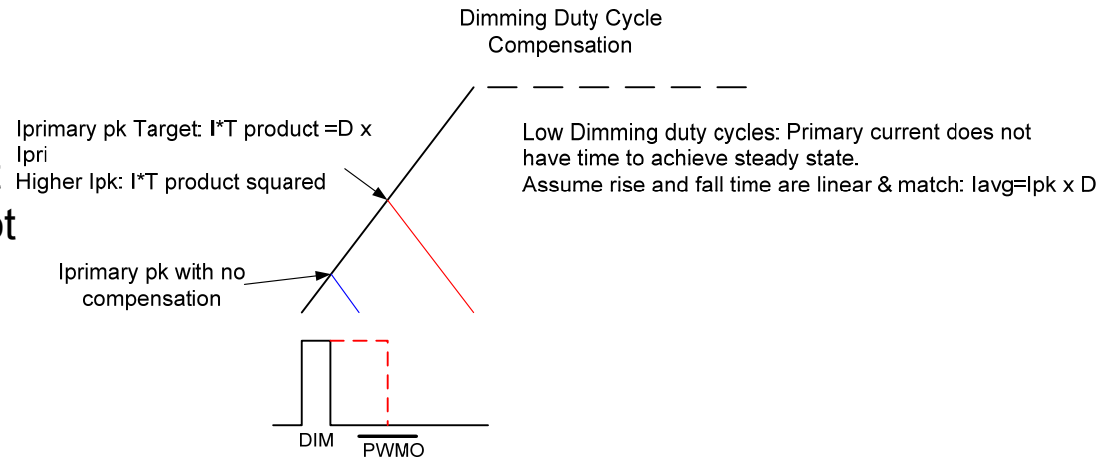 Dimming Duty Cycle
Compensation
Iprimary pk Target: I*T product =D x
Ipri
Higher Ipk: I*T product squared
Low Dimming duty cycles: Primary current does not
have time to achieve steady state.
Assume rise and fall time are linear & match: Iavg=Ipk x D
Iprimary pk with no
compensation
DIM
PWMO